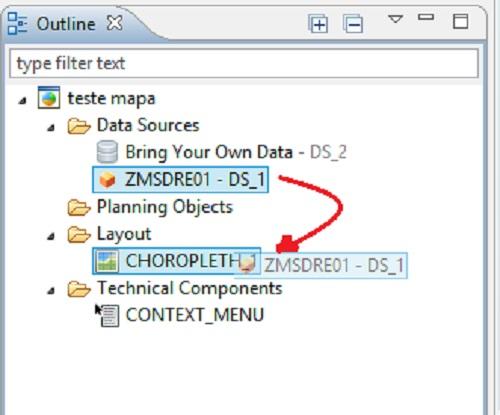 Outline
type filter text
teste mapa
Data Sources
Bring Your Own Data - DS_2
ZMSDRE01 - DS_1
Planning Objects
Layout
CHOROPLETH_1 ZMSDRE01 - DS_1
Technical Components
CONTEXT_MENU